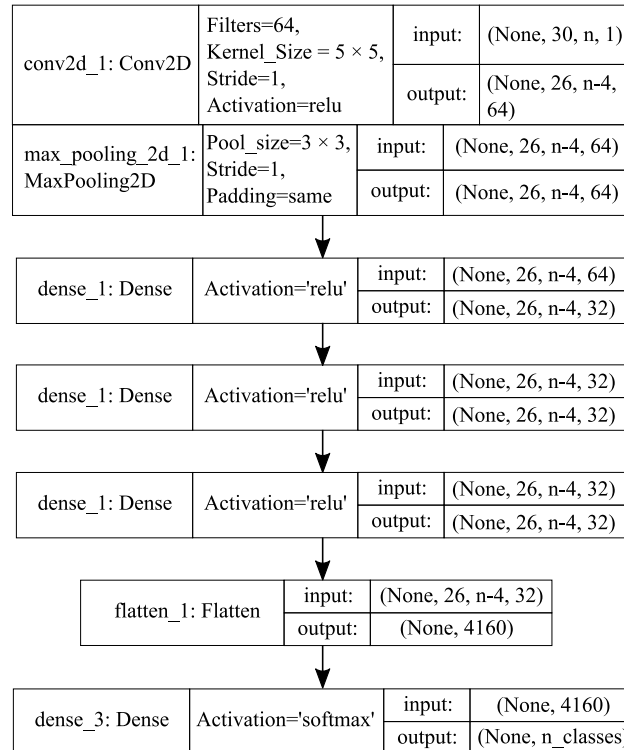 conv2d_1: Conv2D
Filters=64,
Kernel_Size = 5 × 5,
Stride=1,
Activation=relu
input:
(None, 30, n, 1)
output:
(None, 26, n-4,
64)
max_pooling_2d_1:
MaxPooling2D
Pool_size=3 × 3,
Stride=1,
Padding=same
input:
(None, 26, n-4, 64)
output:
(None, 26, n-4, 64)
dense_1: Dense
Activation='relu'
input:
(None, 26, n-4, 64)
output:
(None, 26, n-4, 32)
dense_1: Dense
Activation='relu'
input:
(None, 26, n-4, 32)
output:
(None, 26, n-4, 32)
dense_1: Dense
Activation='relu'
input:
(None, 26, n-4, 32)
output:
(None, 26, n-4, 32)
flatten_1: Flatten
input:
(None, 26, n-4, 32)
output:
(None, 4160)
dense_3: Dense
Activation='softmax'
input:
(None, 4160)
output:
(None, n_classes)